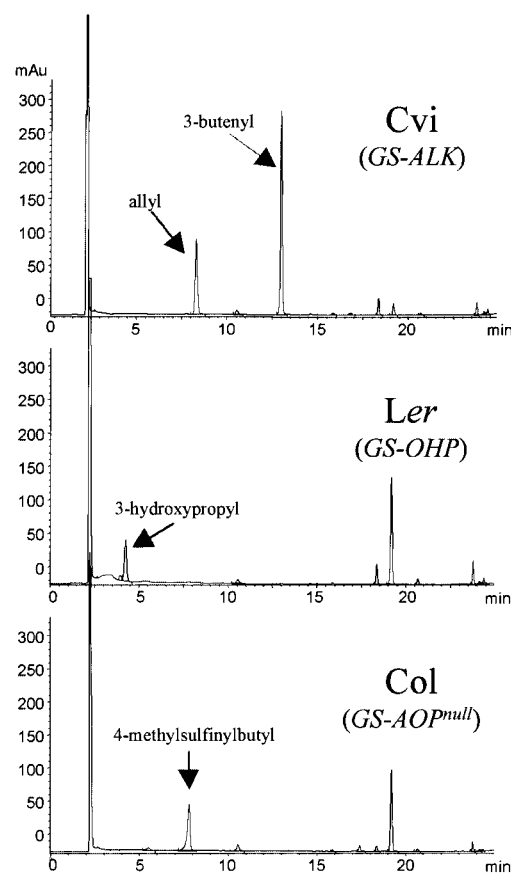 mAu
300
250
200
150
100
50
0
3-butenyl
allyl
Cvi
(GS-ALK)
0 5 10 15 20 min
300
250
200
150
100
50
0
3-hydroxypropyl
Ler
(GS-OHP)
0 5 10 15 20 min
300
250
200
150
100
50
0
4-methylsulfinylbutyl
Col
(GS-AOPnull)
0 5 10 15 20 min